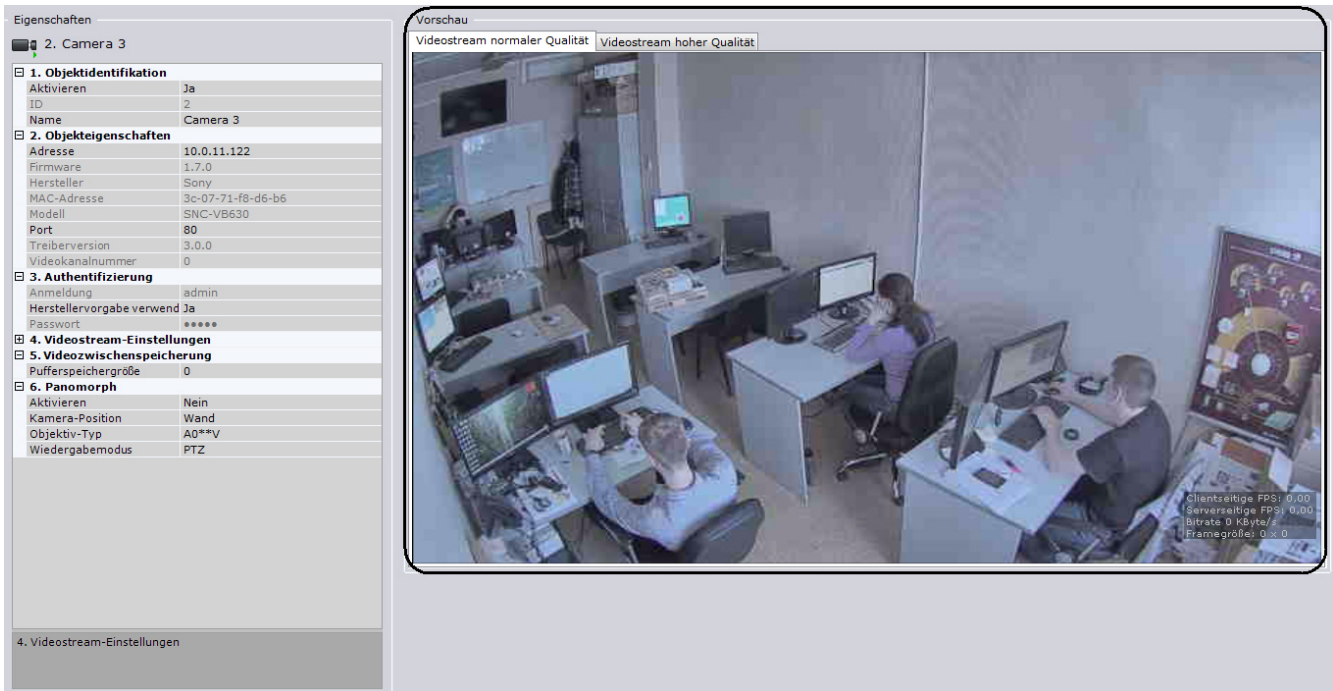 Eigenschaften
2. Camera 3
1. Objektidentifikation
Aktivieren Ja
ID 2
Name Camera 3
2. Objekteigenschaften
Adresse 10.0.11.122
Firmware 1.7.0
Hersteller Sony
MAC-Adresse 3c-07-71-f8-d6-b6
Modell SNC-VB630
Port 80
Treiberversion 3.0.0
Videokanalnummer 0
3. Authentifizierung
Anmeldung admin
Herstellervorgabe verwend Ja
Passwort •••••
4. Videostream-Einstellungen
5. Videozwischenspeicherung
Pufferspeichergröße 0
6. Panomorph
Aktivieren Nein
Kamera-Position Wand
Objektiv-Typ A0**V
Wiedergabemodus PTZ
4. Videostream-Einstellungen
Vorschau
Videostream normaler Qualität Videostream hoher Qualität
Clientseitige FPS: 0,00
Serverseitige FPS: 0,00
Bitrate 0 KByte/s
Framegröße: 0 x 0